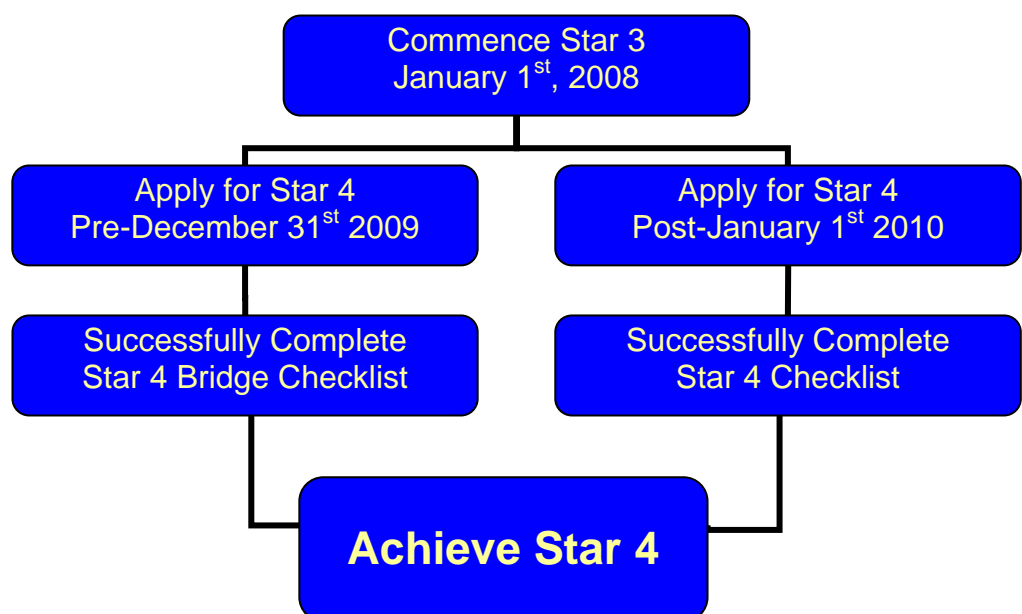 Commence Star 3
January 1st, 2008
Apply for Star 4
Pre-December 31st 2009
Apply for Star 4
Post-January 1st 2010
Successfully Complete
Star 4 Bridge Checklist
Successfully Complete
Star 4 Checklist
Achieve Star 4